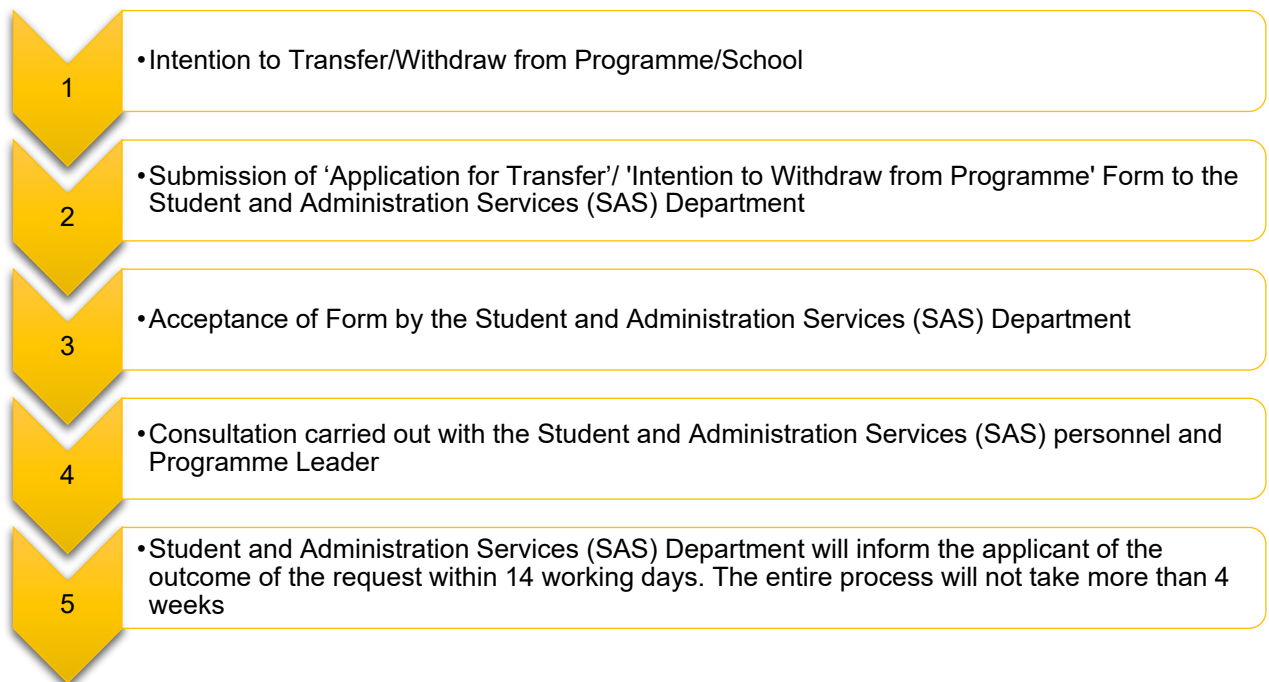 1
•Intention to Transfer/Withdraw from Programme/School
2
•Submission of ‘Application for Transfer’/ 'Intention to Withdraw from Programme' Form to the
Student and Administration Services (SAS) Department
3
•Acceptance of Form by the Student and Administration Services (SAS) Department
4
•Consultation carried out with the Student and Administration Services (SAS) personnel and
Programme Leader
5
•Student and Administration Services (SAS) Department will inform the applicant of the
outcome of the request within 14 working days. The entire process will not take more than 4
weeks